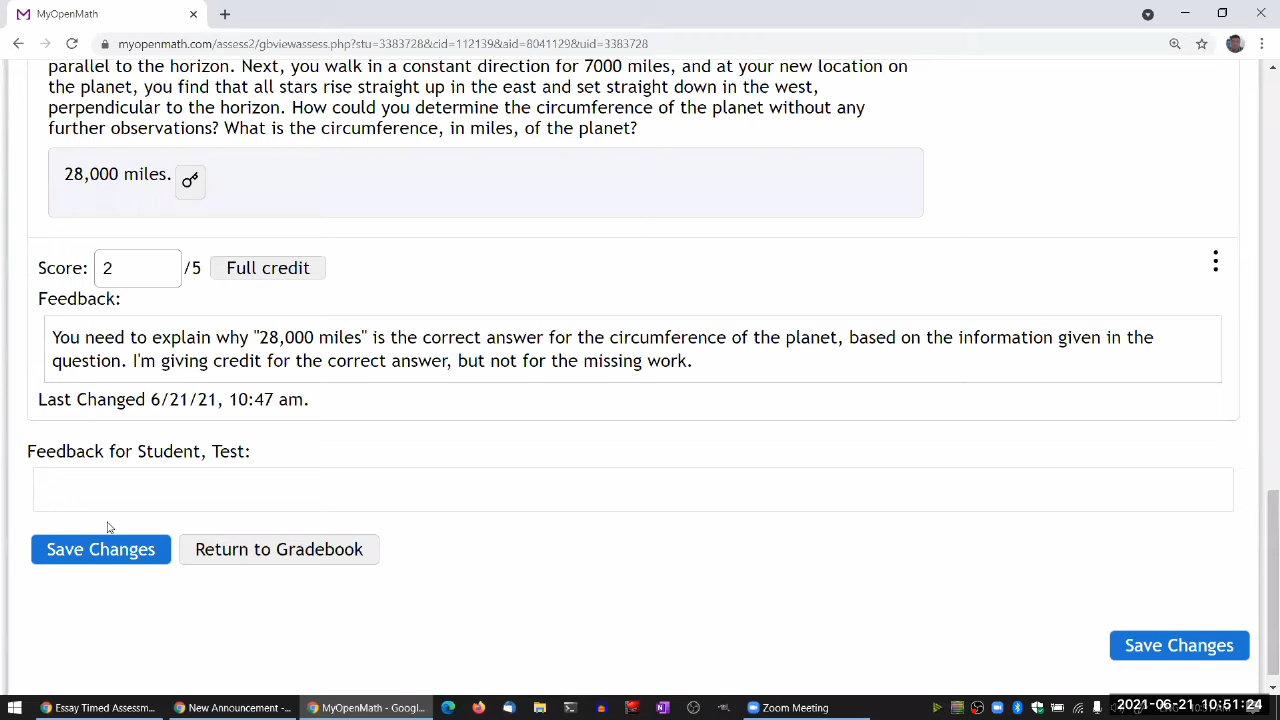 MyOpenMath
myopenmath.com/assess2/gbviewassess.php?stu=3383728&cid=112139&aid=8041129&uid=3383728
parallel to the horizon. Next, you walk in a constant direction for 7000 miles, and at your new location on
the planet, you find that all stars rise straight up in the east and set straight down in the west,
perpendicular to the horizon. How could you determine the circumference of the planet without any
further observations? What is the circumference, in miles, of the planet?
28,000 miles.
Score: 2 /5 Full credit
Feedback:
You need to explain why "28,000 miles" is the correct answer for the circumference of the planet, based on the information given in the
question. I'm giving credit for the correct answer, but not for the missing work.
Last Changed 6/21/21, 10:47 am.
Feedback for Student, Test:
Save Changes Return to Gradebook
Save Changes
Essay Timed Assessm... New Announcement -... MyOpenMath - Googl... Zoom Meeting 2021-06-21 10:51:24